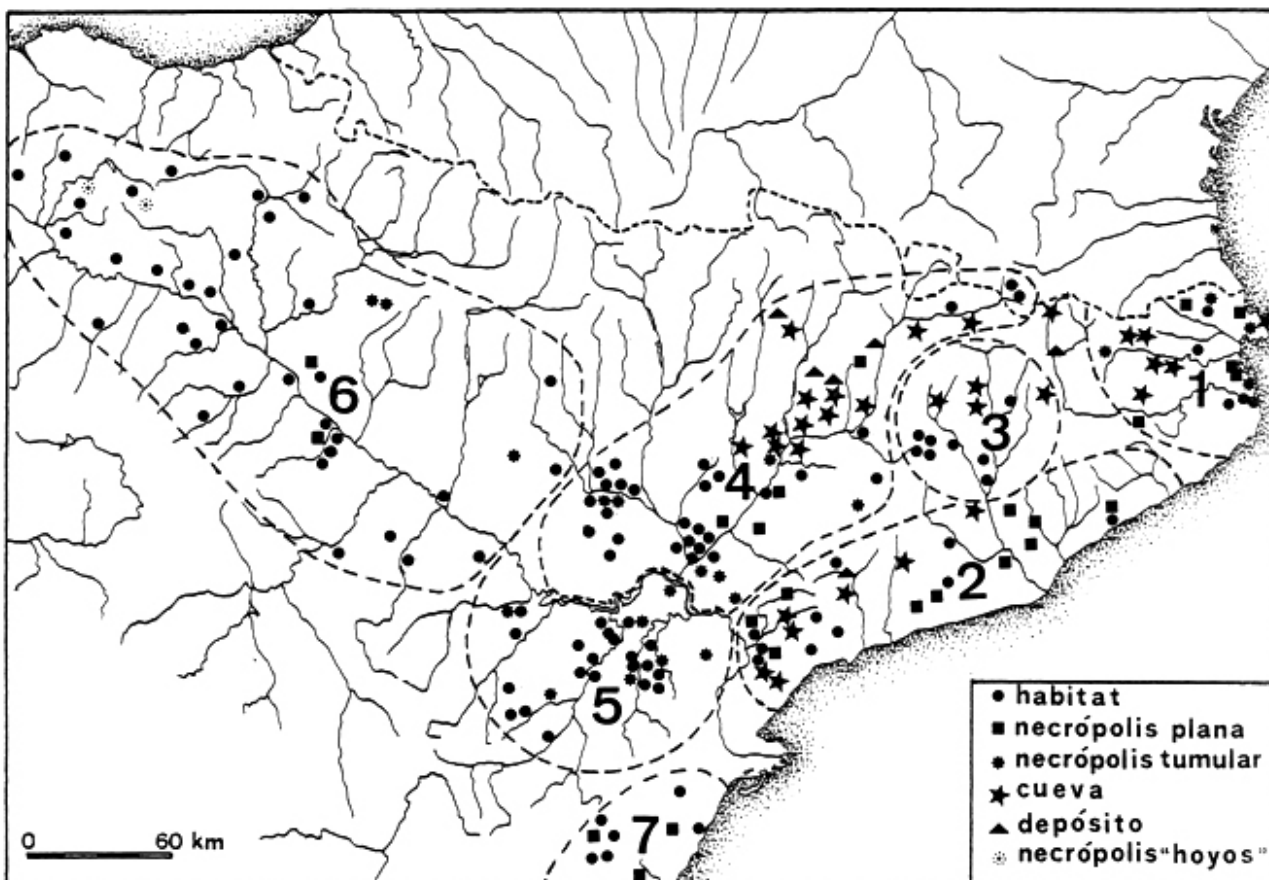 1
3
6
4
2
5
7
0 60 km
habitat
necrópolis plana
necrópolis tumular
cueva
depósito
necrópolis "hoyos"